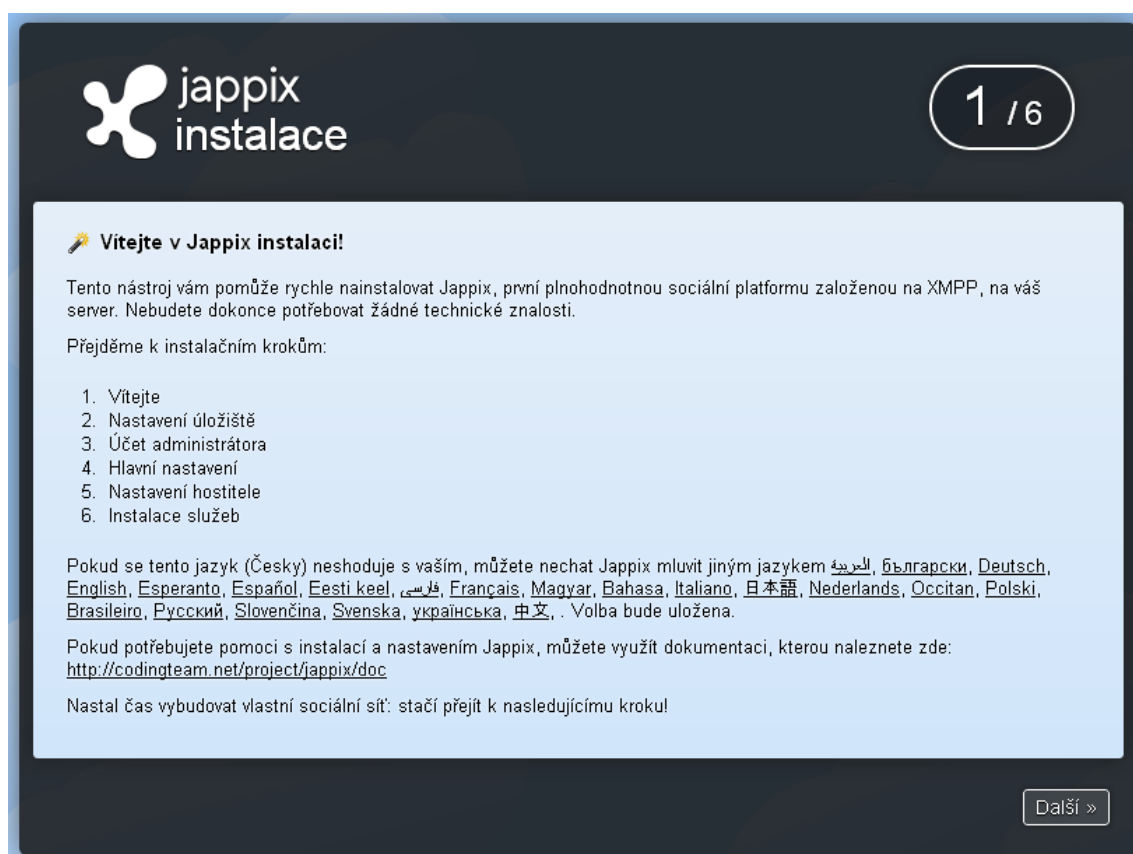 jappix
instalace
1 / 6
Vítejte v Jappix instalaci!
Tento nástroj vám pomůže rychle nainstalovat Jappix, první plnohodnotnou sociální platformu založenou na XMPP, na váš
server. Nebudete dokonce potřebovat žádné technické znalosti.
Přejděme k instalačním krokům:
1. Vítejte
2. Nastavení úložiště
3. Účet administrátora
4. Hlavní nastavení
5. Nastavení hostitele
6. Instalace služeb
Pokud se tento jazyk (Česky) neshoduje s vaším, můžete nechat Jappix mluvit jiným jazykem العربية, български, Deutsch,
English, Esperanto, Español, Eesti keel, فارسی, Français, Magyar, Bahasa, Italiano, 日本語, Nederlands, Occitan, Polski,
Brasileiro, Русский, Slovenčina, Svenska, українська, 中文, . Volba bude uložena.
Pokud potřebujete pomoci s instalací a nastavením Jappix, můžete využít dokumentaci, kterou naleznete zde:
http://codingteam.net/project/jappix/doc
Nastal čas vybudovat vlastní sociální síť: stačí přejít k nasledujícímu kroku!
Další »